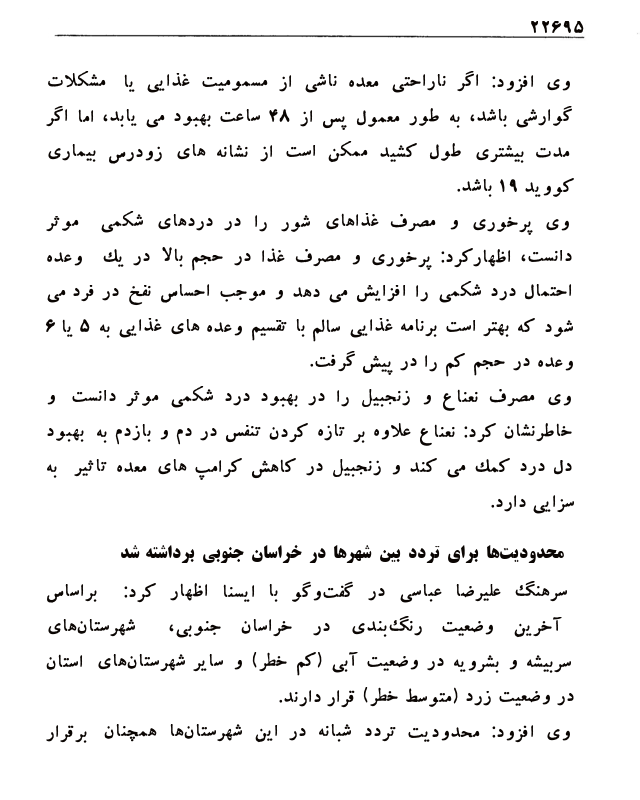 ۲۲۶۹۵
وی افزود: اگر ناراحتی معده ناشی از مسمومیت غذایی یا مشکلات
گوارشی باشد، به طور معمول پس از ۴۸ ساعت بهبود می یابد، اما اگر
مدت بیشتری طول کشید ممکن است از نشانه های زودرس بیماری
کووید ۱۹ باشد.
وی پرخوری و مصرف غذاهای شور را در دردهای شکمی موثر
دانست، اظهارکرد: پرخوری و مصرف غذا در حجم بالا در یك وعده
احتمال درد شکمی را افزایش می دهد و موجب احساس نفخ در فرد می
شود که بهتر است برنامه غذایی سالم با تقسیم وعده های غذایی به ۵ یا ۶
وعده در حجم کم را در پیش گرفت.
وی مصرف نعناع و زنجبیل را در بهبود درد شکمی موثر دانست و
خاطرنشان کرد: نعناع علاوه بر تازه کردن تنفس در دم و بازدم به بهبود
دل درد کمك می کند و زنجبیل در کاهش کرامپ های معده تاثیر به
سزایی دارد.
محدودیت‌ها برای تردد بین شهرها در خراسان جنوبی برداشته شد
سرهنگ علیرضا عباسی در گفت‌وگو با ایسنا اظهار کرد: براساس
آخرین وضعیت رنگ‌بندی در خراسان جنوبی، شهرستان‌های
سربیشه و بشرویه در وضعیت آبی (کم خطر) و سایر شهرستان‌های استان
در وضعیت زرد (متوسط خطر) قرار دارند.
وی افزود: محدودیت تردد شبانه در این شهرستان‌ها همچنان برقرار